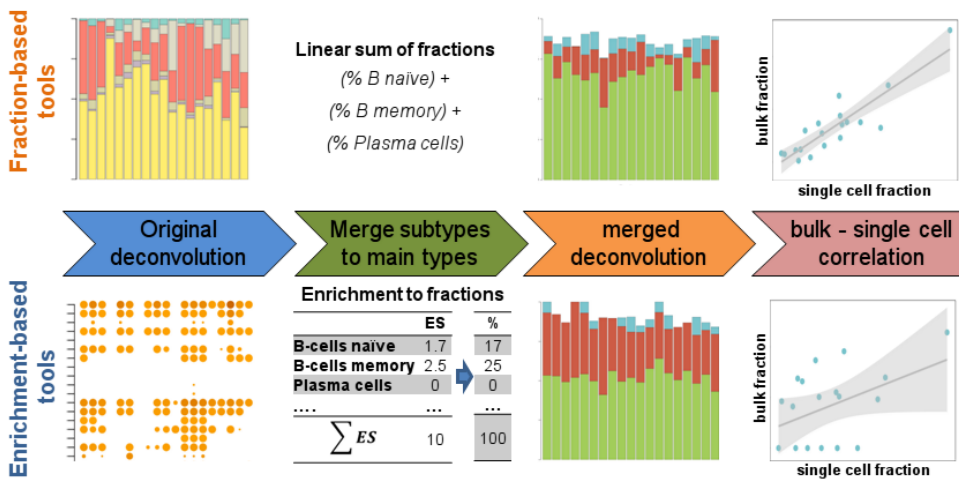 Fraction-based
tools
Linear sum of fractions
(% B naïve) +
(% B memory) +
(% Plasma cells)
bulk fraction
single cell fraction
Original
deconvolution
Merge subtypes
to main types
merged
deconvolution
bulk - single cell
correlation
Enrichment-based
tools
Enrichment to fractions
ES %
B-cells naïve 1.7 17
B-cells memory 2.5 25
Plasma cells 0 0
.... ... ...
∑ ES 10 100
bulk fraction
single cell fraction